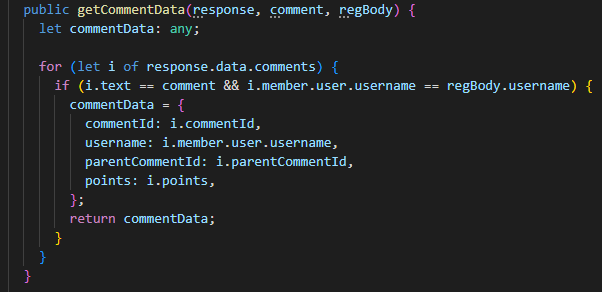 public getCommentData(response, comment, regBody) {
let commentData: any;
for (let i of response.data.comments) {
if (i.text == comment && i.member.user.username == regBody.username) {
commentData = {
commentId: i.commentId,
username: i.member.user.username,
parentCommentId: i.parentCommentId,
points: i.points,
};
return commentData;
}
}
}